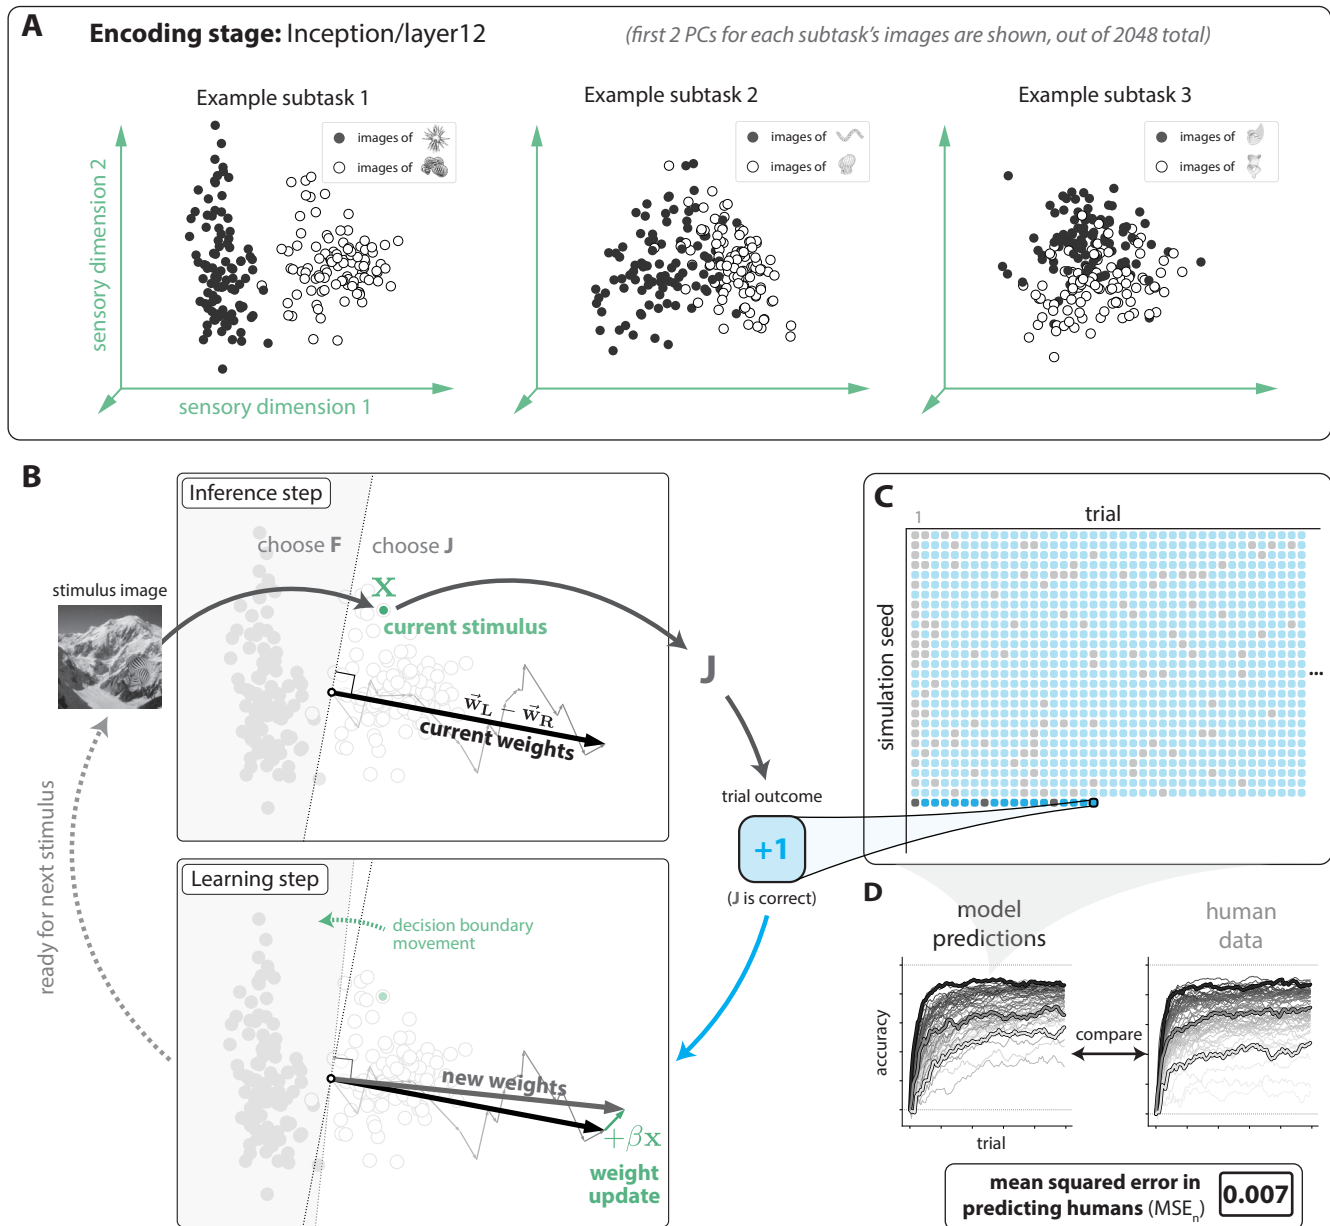 A
Encoding stage: Inception/layer12
(first 2 PCs for each subtask's images are shown, out of 2048 total)
Example subtask 1
Example subtask 2
Example subtask 3
images of
images of
images of
images of
images of
images of
sensory dimension 2
sensory dimension 1
B
Inference step
choose F
choose J
stimulus image
x
current stimulus
J
w⃗_L − w⃗_R
current weights
trial outcome
+1
(J is correct)
ready for next stimulus
Learning step
decision boundary
movement
new weights
+βx
weight
update
C
1
trial
simulation seed
...
D
model
predictions
human
data
accuracy
compare
trial
mean squared error in
predicting humans (MSE_n)
0.007